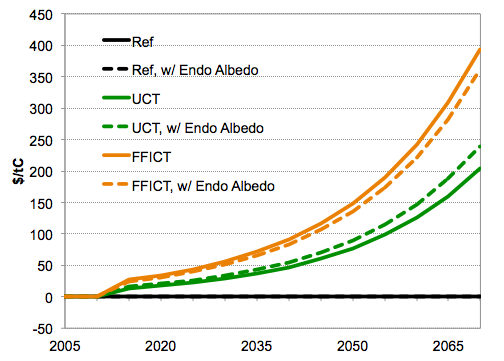 450
400
350
300
250
200
150
100
50
0
-50
$/tC
Ref
Ref, w/ Endo Albedo
UCT
UCT, w/ Endo Albedo
FFICT
FFICT, w/ Endo Albedo
2005 2020 2035 2050 2065